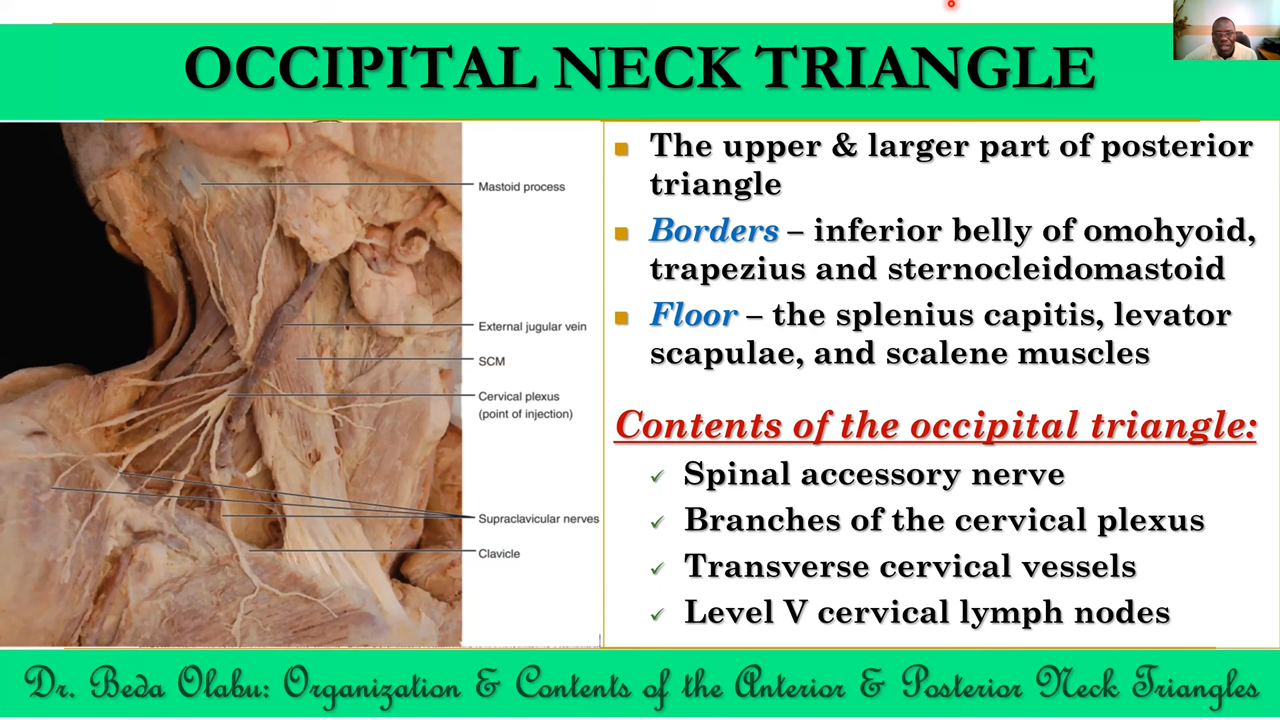 OCCIPITAL NECK TRIANGLE
Mastoid process
External jugular vein
SCM
Cervical plexus
(point of injection)
Supraclavicular nerves
Clavicle
The upper & larger part of posterior
triangle
Borders – inferior belly of omohyoid,
trapezius and sternocleidomastoid
Floor – the splenius capitis, levator
scapulae, and scalene muscles
Contents of the occipital triangle:
Spinal accessory nerve
Branches of the cervical plexus
Transverse cervical vessels
Level V cervical lymph nodes
Dr. Beda Olabu: Organization & Contents of the Anterior & Posterior Neck Triangles